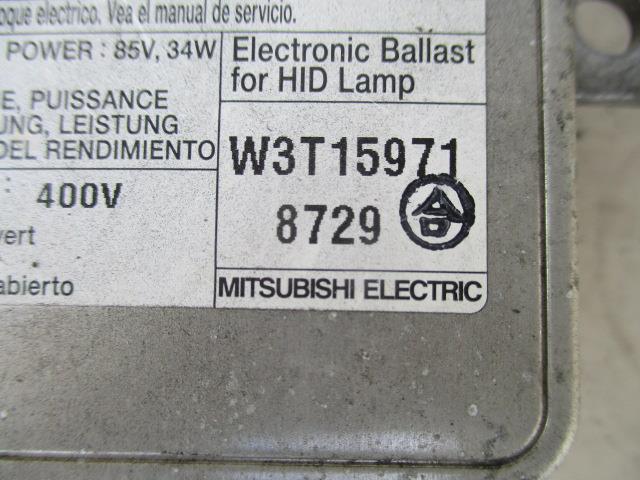 oque electrico. Vea el manual de servicio.
POWER : 85V, 34W
E, PUISSANCE
UNG, LEISTUNG
DEL RENDIMIENTO
: 400V
vert
abierto
Electronic Ballast
for HID Lamp
W3T15971
8729 合
MITSUBISHI ELECTRIC